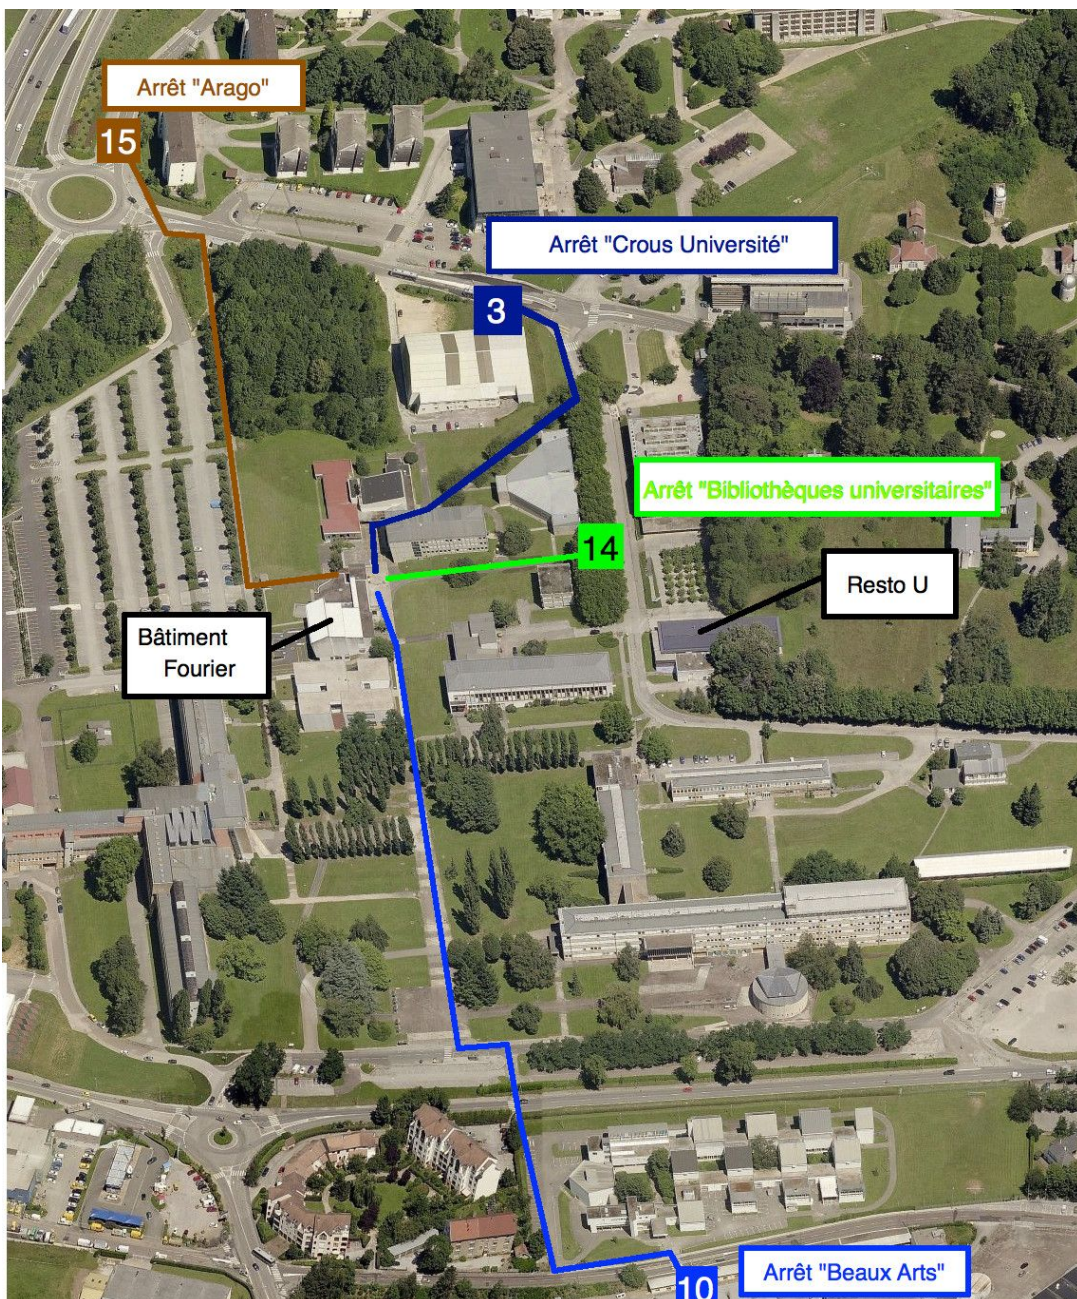 Arrêt "Arago"
15
Arrêt "Crous Université"
3
Arrêt "Bibliothèques universitaires"
14
Resto U
Bâtiment
Fourier
Arrêt "Beaux Arts"
10